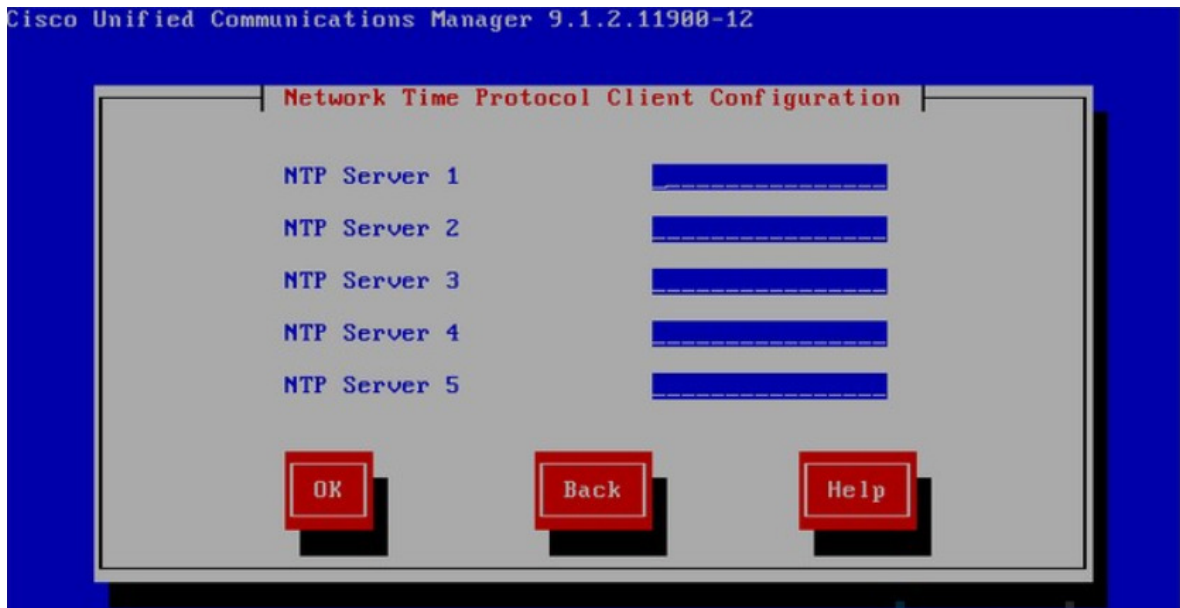 Cisco Unified Communications Manager 9.1.2.11900-12
Network Time Protocol Client Configuration
NTP Server 1
NTP Server 2
NTP Server 3
NTP Server 4
NTP Server 5
OK Back Help